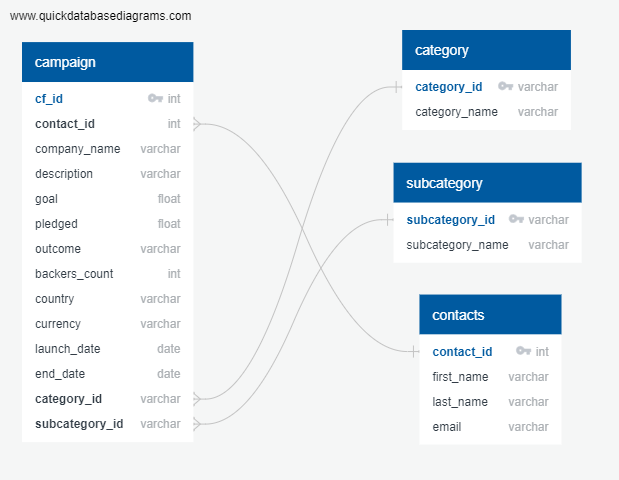 www.quickdatabasediagrams.com
campaign
cf_id int
contact_id int
company_name varchar
description varchar
goal float
pledged float
outcome varchar
backers_count int
country varchar
currency varchar
launch_date date
end_date date
category_id varchar
subcategory_id varchar
category
category_id varchar
category_name varchar
subcategory
subcategory_id varchar
subcategory_name varchar
contacts
contact_id int
first_name varchar
last_name varchar
email varchar